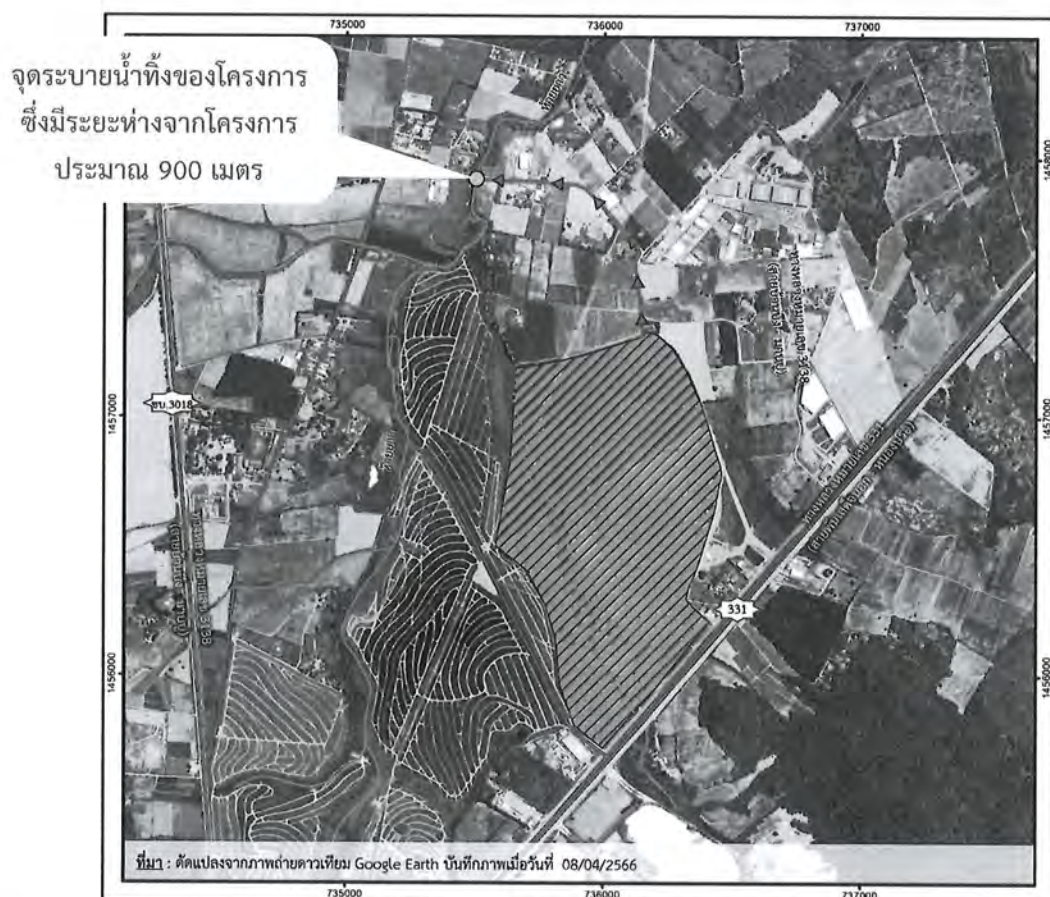 735000
736000
737000
จุดระบายน้ำทิ้งของโครงการ
ซึ่งมีระยะห่างจากโครงการ
ประมาณ 900 เมตร
1458000
1457000
1457000
ชบ.3018
331
1456000
1456000
ที่มา : ดัดแปลงจากภาพถ่ายดาวเทียม Google Earth บันทึกภาพเมื่อวันที่ 08/04/2566
735000
736000
737000